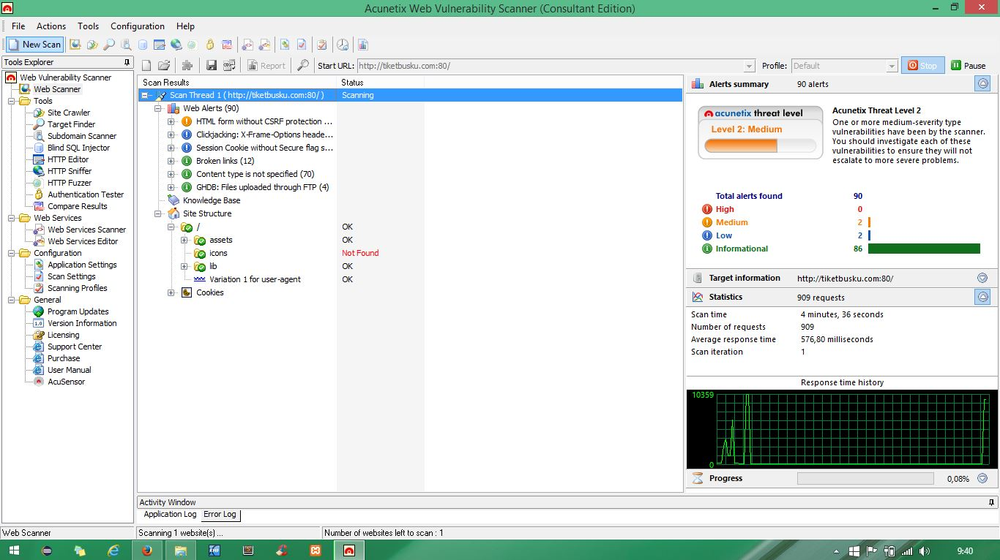 Acunetix Web Vulnerability Scanner (Consultant Edition)
File Actions Tools Configuration Help
New Scan
Tools Explorer
Report Start URL: http://tiketbusku.com:80/ Profile: Default Stop Pause
Web Vulnerability Scanner
Web Scanner
Tools
Site Crawler
Target Finder
Subdomain Scanner
Blind SQL Injector
HTTP Editor
HTTP Sniffer
HTTP Fuzzer
Authentication Tester
Compare Results
Web Services
Web Services Scanner
Web Services Editor
Configuration
Application Settings
Scan Settings
Scanning Profiles
General
Program Updates
1.0 Version Information
Licensing
Support Center
Purchase
User Manual
AcuSensor
Scan Results Status
Scan Thread 1 ( http://tiketbusku.com:80/ ) Scanning
Web Alerts (90)
HTML form without CSRF protection ...
Clickjacking: X-Frame-Options heade...
Session Cookie without Secure flag s...
Broken links (12)
Content type is not specified (70)
GHDB: Files uploaded through FTP (4)
Knowledge Base
Site Structure
/ OK
assets OK
icons Not Found
lib OK
Variation 1 for user-agent OK
Cookies
Alerts summary 90 alerts
acunetix threat level
Level 2: Medium
Acunetix Threat Level 2
One or more medium-severity type
vulnerabilities have been by the scanner.
You should investigate each of these
vulnerabilities to ensure they will not
escalate to more severe problems.
Total alerts found 90
High 0
Medium 2
Low 2
Informational 86
Target information http://tiketbusku.com:80/
Statistics 909 requests
Scan time 4 minutes, 36 seconds
Number of requests 909
Average response time 576,80 milliseconds
Scan iteration 1
Response time history
10359
0
Progress 0,08%
Activity Window
Application Log Error Log
Web Scanner Scanning 1 website(s) ... Number of websites left to scan : 1
9:40